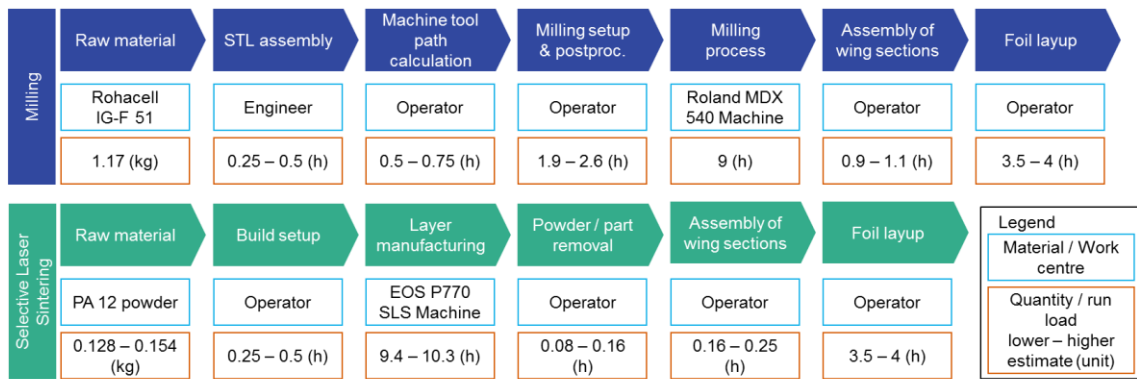 Milling
Raw material
STL assembly
Machine tool
path
calculation
Milling setup
& postproc.
Milling
process
Assembly of
wing sections
Foil layup
Rohacell
IG-F 51
Engineer
Operator
Operator
Roland MDX
540 Machine
Operator
Operator
1.17 (kg)
0.25 – 0.5 (h)
0.5 – 0.75 (h)
1.9 – 2.6 (h)
9 (h)
0.9 – 1.1 (h)
3.5 – 4 (h)
Selective Laser
Sintering
Raw material
Build setup
Layer
manufacturing
Powder / part
removal
Assembly of
wing sections
Foil layup
PA 12 powder
Operator
EOS P770
SLS Machine
Operator
Operator
Operator
0.128 – 0.154
(kg)
0.25 – 0.5 (h)
9.4 – 10.3 (h)
0.08 – 0.16
(h)
0.16 – 0.25
(h)
3.5 – 4 (h)
Legend
Material / Work
centre
Quantity / run
load
lower – higher
estimate (unit)